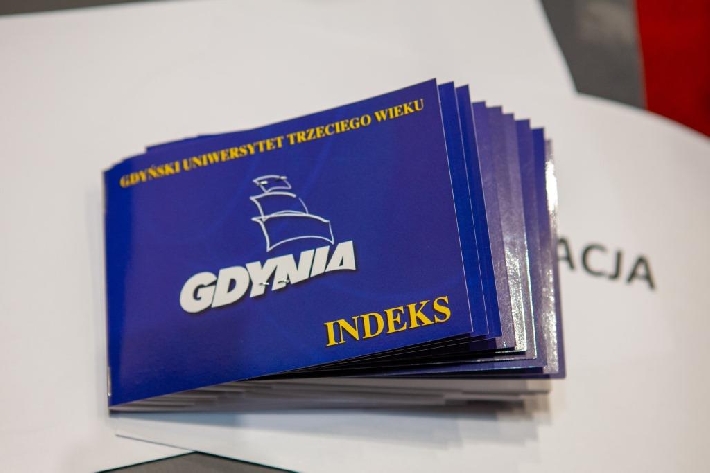 GDYŃSKI UNIWERSYTET TRZECIEGO WIEKU
GDYNIA
INDEKS
ACJA